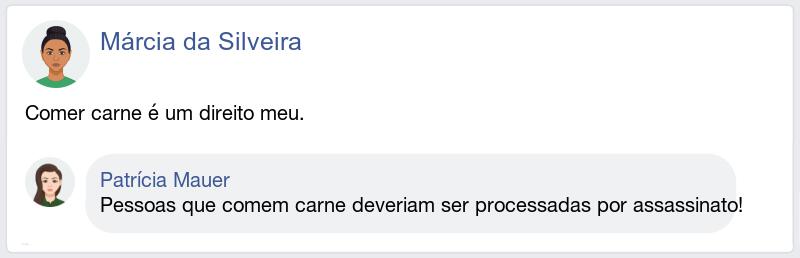 Márcia da Silveira
Comer carne é um direito meu.
Patrícia Mauer
Pessoas que comem carne deveriam ser processadas por assassinato!